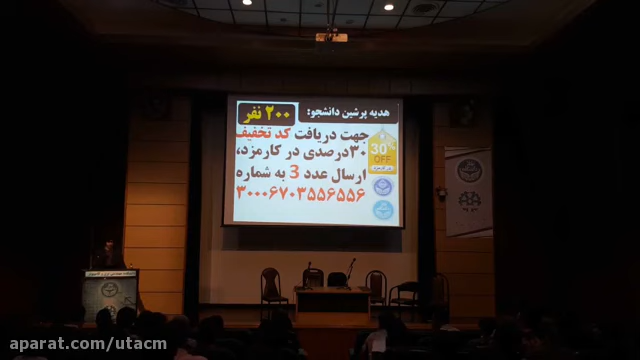 هدیه پرشین دانشجو: ۲۰۰ نفر
جهت دریافت کد تخفیف
۳۰درصدی در کارمزد،
ارسال عدد 3 به شماره
۳۰۰۰۶۷۰۳۵۵۶۵۵۶
30
OFF
aparat.com/utacm